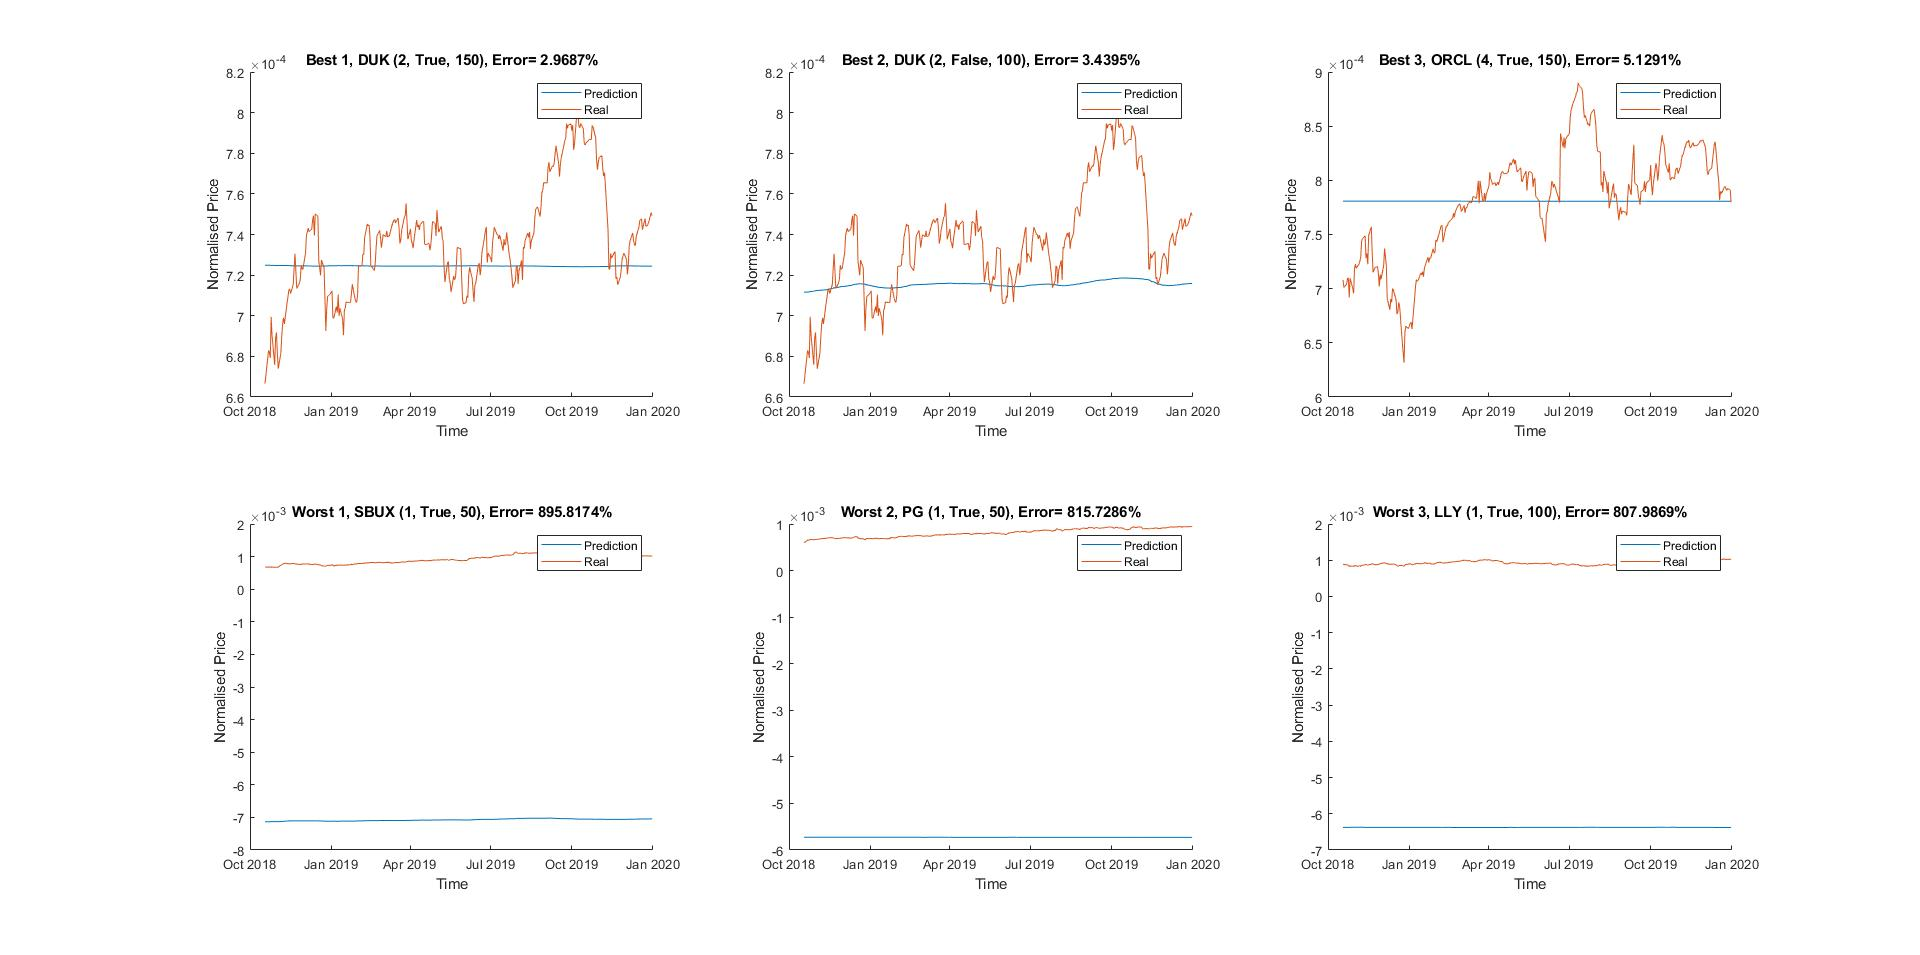 Best 1, DUK (2, True, 150), Error= 2.9687%
×10-4
8.2
8
7.8
7.6
7.4
7.2
7
6.8
6.6
Normalised Price
Prediction
Real
Oct 2018 Jan 2019 Apr 2019 Jul 2019 Oct 2019 Jan 2020
Time
Best 2, DUK (2, False, 100), Error= 3.4395%
×10-4
8.2
8
7.8
7.6
7.4
7.2
7
6.8
6.6
Normalised Price
Prediction
Real
Oct 2018 Jan 2019 Apr 2019 Jul 2019 Oct 2019 Jan 2020
Time
Best 3, ORCL (4, True, 150), Error= 5.1291%
×10-4
9
8.5
8
7.5
7
6.5
6
Normalised Price
Prediction
Real
Oct 2018 Jan 2019 Apr 2019 Jul 2019 Oct 2019 Jan 2020
Time
Worst 1, SBUX (1, True, 50), Error= 895.8174%
×10-3
2
1
0
-1
-2
-3
-4
-5
-6
-7
-8
Normalised Price
Prediction
Real
Oct 2018 Jan 2019 Apr 2019 Jul 2019 Oct 2019 Jan 2020
Time
Worst 2, PG (1, True, 50), Error= 815.7286%
×10-3
1
0
-1
-2
-3
-4
-5
-6
Normalised Price
Prediction
Real
Oct 2018 Jan 2019 Apr 2019 Jul 2019 Oct 2019 Jan 2020
Time
Worst 3, LLY (1, True, 100), Error= 807.9869%
×10-3
2
1
0
-1
-2
-3
-4
-5
-6
-7
Normalised Price
Prediction
Real
Oct 2018 Jan 2019 Apr 2019 Jul 2019 Oct 2019 Jan 2020
Time